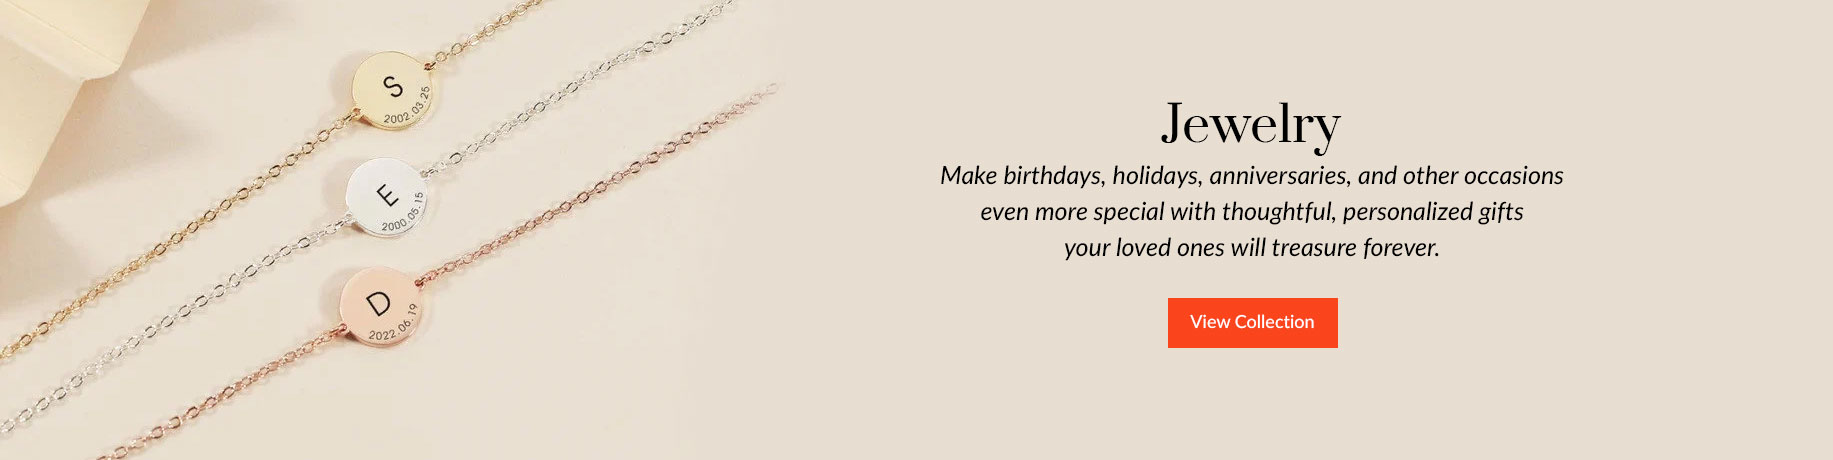 S
2002.03.25
E
2000.05.15
D
2022.06.19
Jewelry
Make birthdays, holidays, anniversaries, and other occasions
even more special with thoughtful, personalized gifts
your loved ones will treasure forever.
View Collection